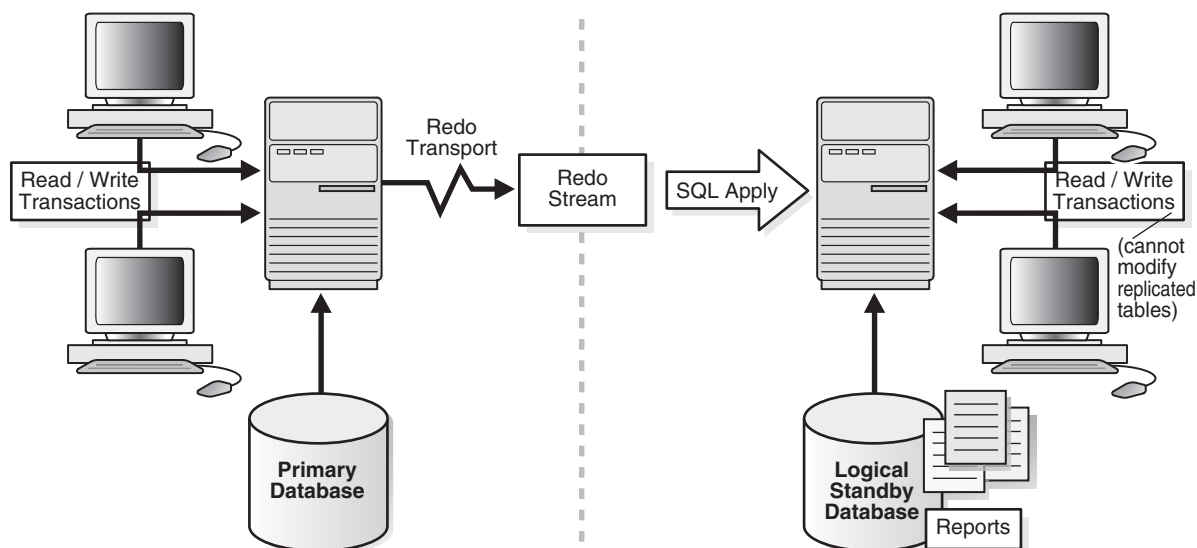 Read / Write
Transactions
Redo
Transport
Redo
Stream
SQL Apply
Read / Write
Transactions
(cannot
modify
replicated
tables)
Primary
Database
Logical
Standby
Database
Reports